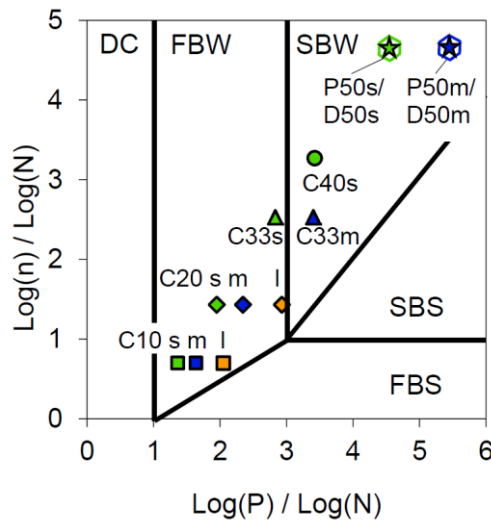 5
4
3
2
1
0
Log(n) / Log(N)
DC
FBW
SBW
P50s/
D50s
P50m/
D50m
C40s
C33s
C33m
C20 s m l
C10 s m l
SBS
FBS
0 1 2 3 4 5 6
Log(P) / Log(N)